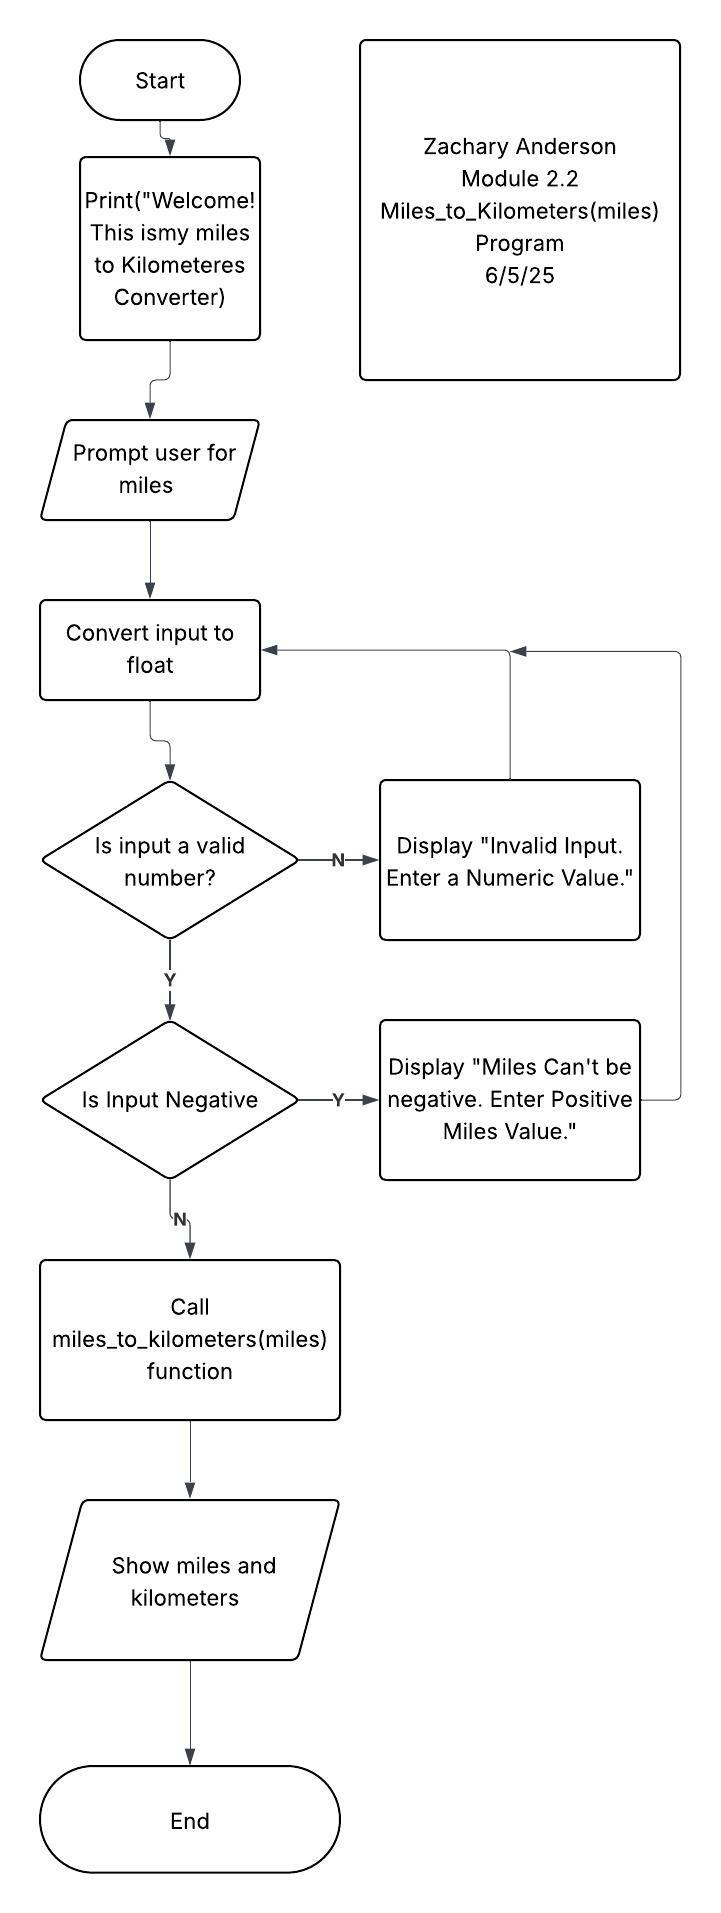 Start
Zachary Anderson
Module 2.2
Miles_to_Kilometers(miles)
Program
6/5/25
Print("Welcome!
This ismy miles
to Kilometeres
Converter)
Prompt user for
miles
Convert input to
float
Is input a valid
number?
N
Display "Invalid Input.
Enter a Numeric Value."
Y
Is Input Negative
Y
Display "Miles Can't be
negative. Enter Positive
Miles Value."
N
Call
miles_to_kilometers(miles)
function
Show miles and
kilometers
End